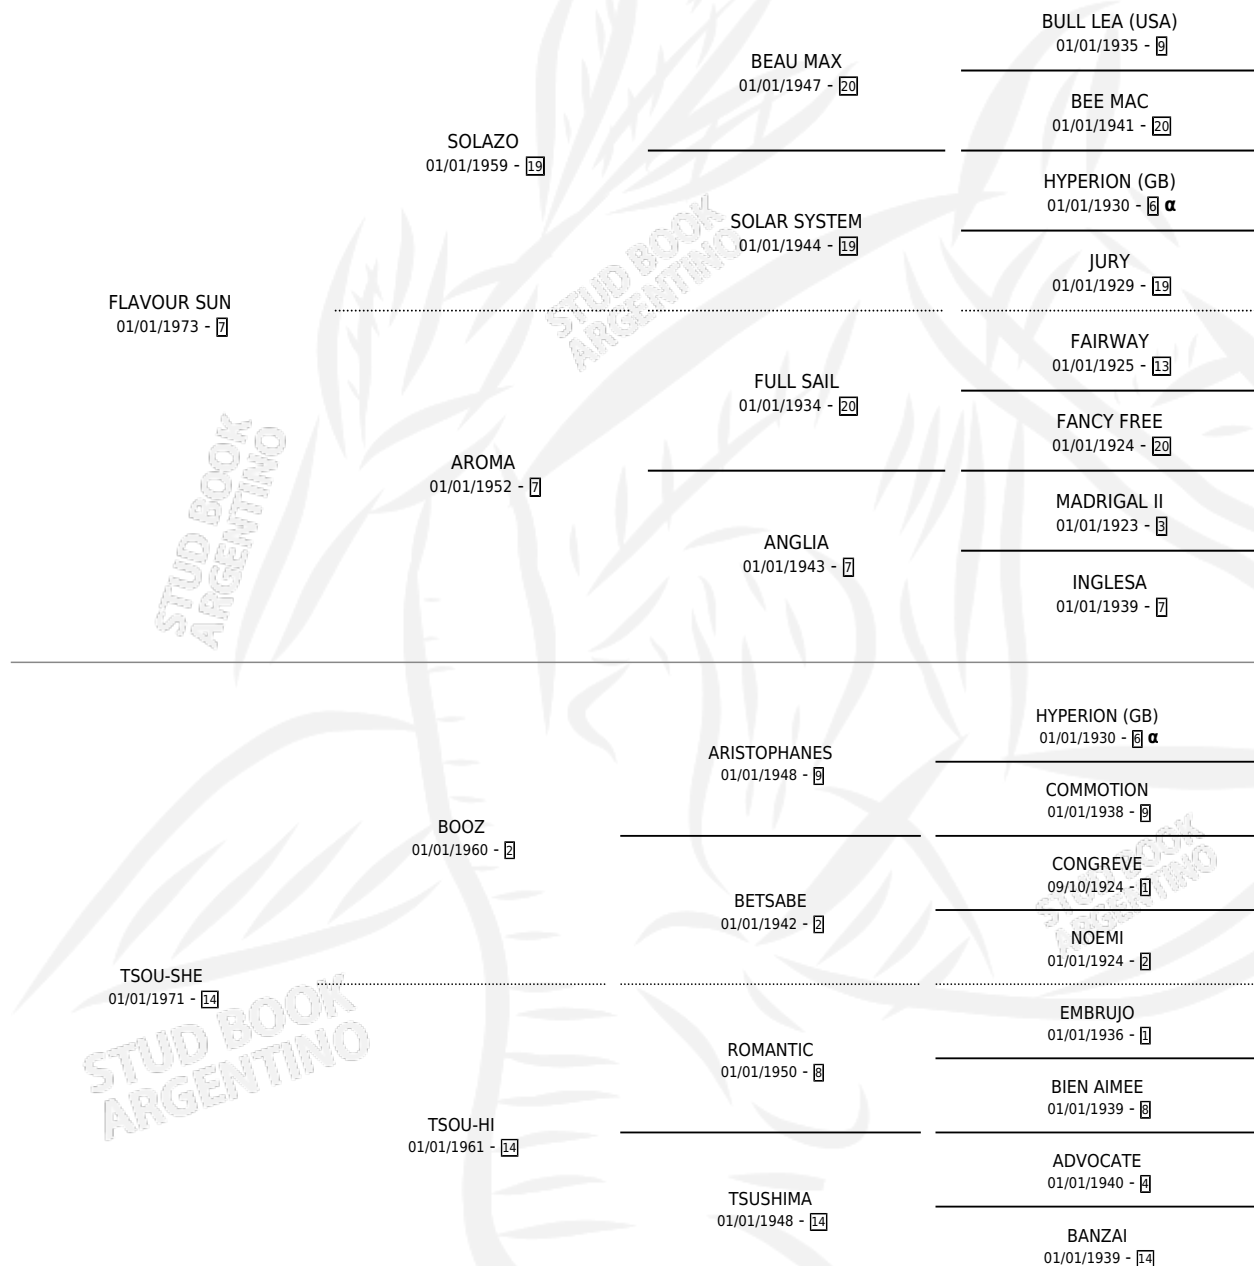 BULL LEA (USA)
01/01/1935 - 9
BEAU MAX
01/01/1947 - 20
BEE MAC
01/01/1941 - 20
SOLAZO
01/01/1959 - 19
HYPERION (GB)
01/01/1930 - 6 α
SOLAR SYSTEM
01/01/1944 - 19
JURY
01/01/1929 - 19
FLAVOUR SUN
01/01/1973 - 7
FAIRWAY
01/01/1925 - 13
FULL SAIL
01/01/1934 - 20
FANCY FREE
01/01/1924 - 20
AROMA
01/01/1952 - 7
MADRIGAL II
01/01/1923 - 3
ANGLIA
01/01/1943 - 7
INGLESA
01/01/1939 - 7
HYPERION (GB)
01/01/1930 - 6 α
ARISTOPHANES
01/01/1948 - 9
COMMOTION
01/01/1938 - 9
BOOZ
01/01/1960 - 2
CONGREVE
09/10/1924 - 1
BETSABE
01/01/1942 - 2
NOEMI
01/01/1924 - 2
TSOU-SHE
01/01/1971 - 14
EMBRUJO
01/01/1936 - 1
ROMANTIC
01/01/1950 - 8
BIEN AIMEE
01/01/1939 - 8
TSOU-HI
01/01/1961 - 14
ADVOCATE
01/01/1940 - 4
TSUSHIMA
01/01/1948 - 14
BANZAI
01/01/1939 - 14
STUD BOOK
ARGENTINO
STUD BOOK
ARGENTINO
STUD BOOK
ARGENTINO
STUD BOOK
ARGENTINO